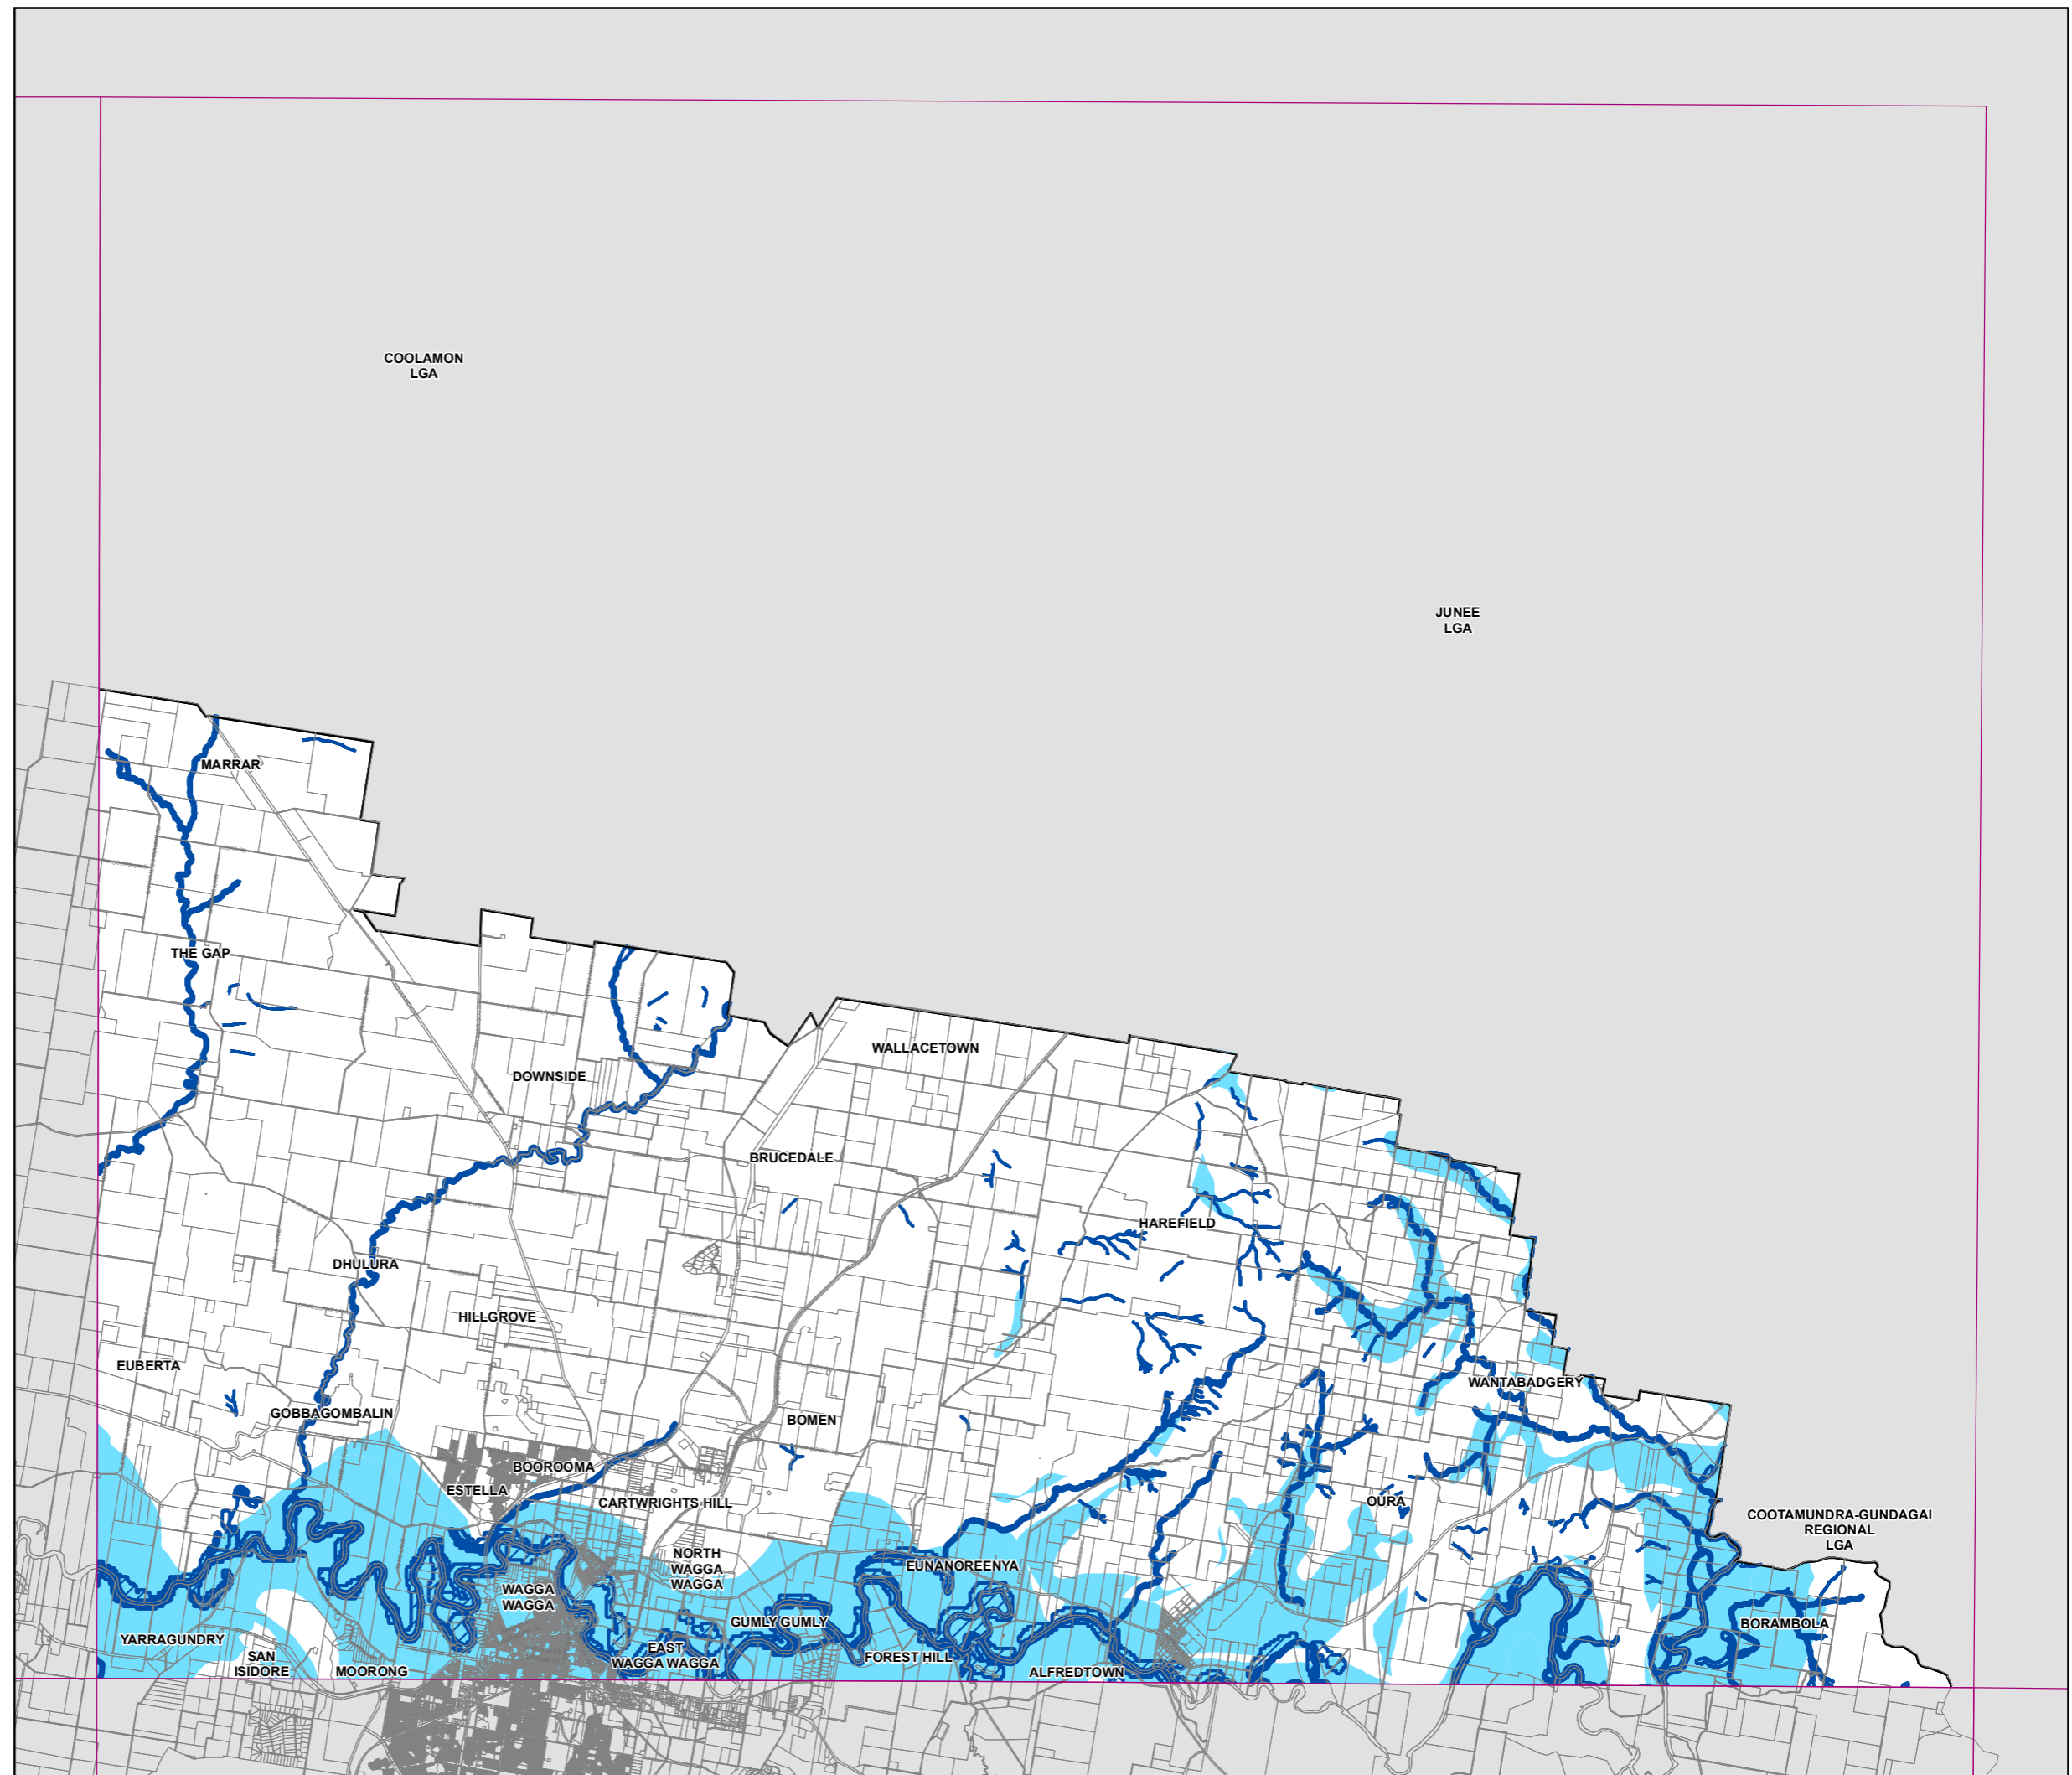 COOLAMON
LGA
JUNEE
LGA
MARRAR
THE GAP
WALLACETOWN
DOWNSIDE
BRUCEDALE
HAREFIELD
DHULURA
HILLGROVE
EUBERTA
WANTABADGERY
GOBBAGOMBALIN
BOMEN
BOOROOMA
ESTELLA
CARTWRIGHTS HILL
OURA
COOTAMUNDRA-GUNDAGAI
REGIONAL
LGA
NORTH
WAGGA
WAGGA
EUNANOREENYA
WAGGA
WAGGA
GUMLY GUMLY
BORAMBOLA
YARRAGUNDRY
SAN
ISIDORE
MOORONG
EAST
WAGGA WAGGA
FOREST HILL
ALFREDTOWN